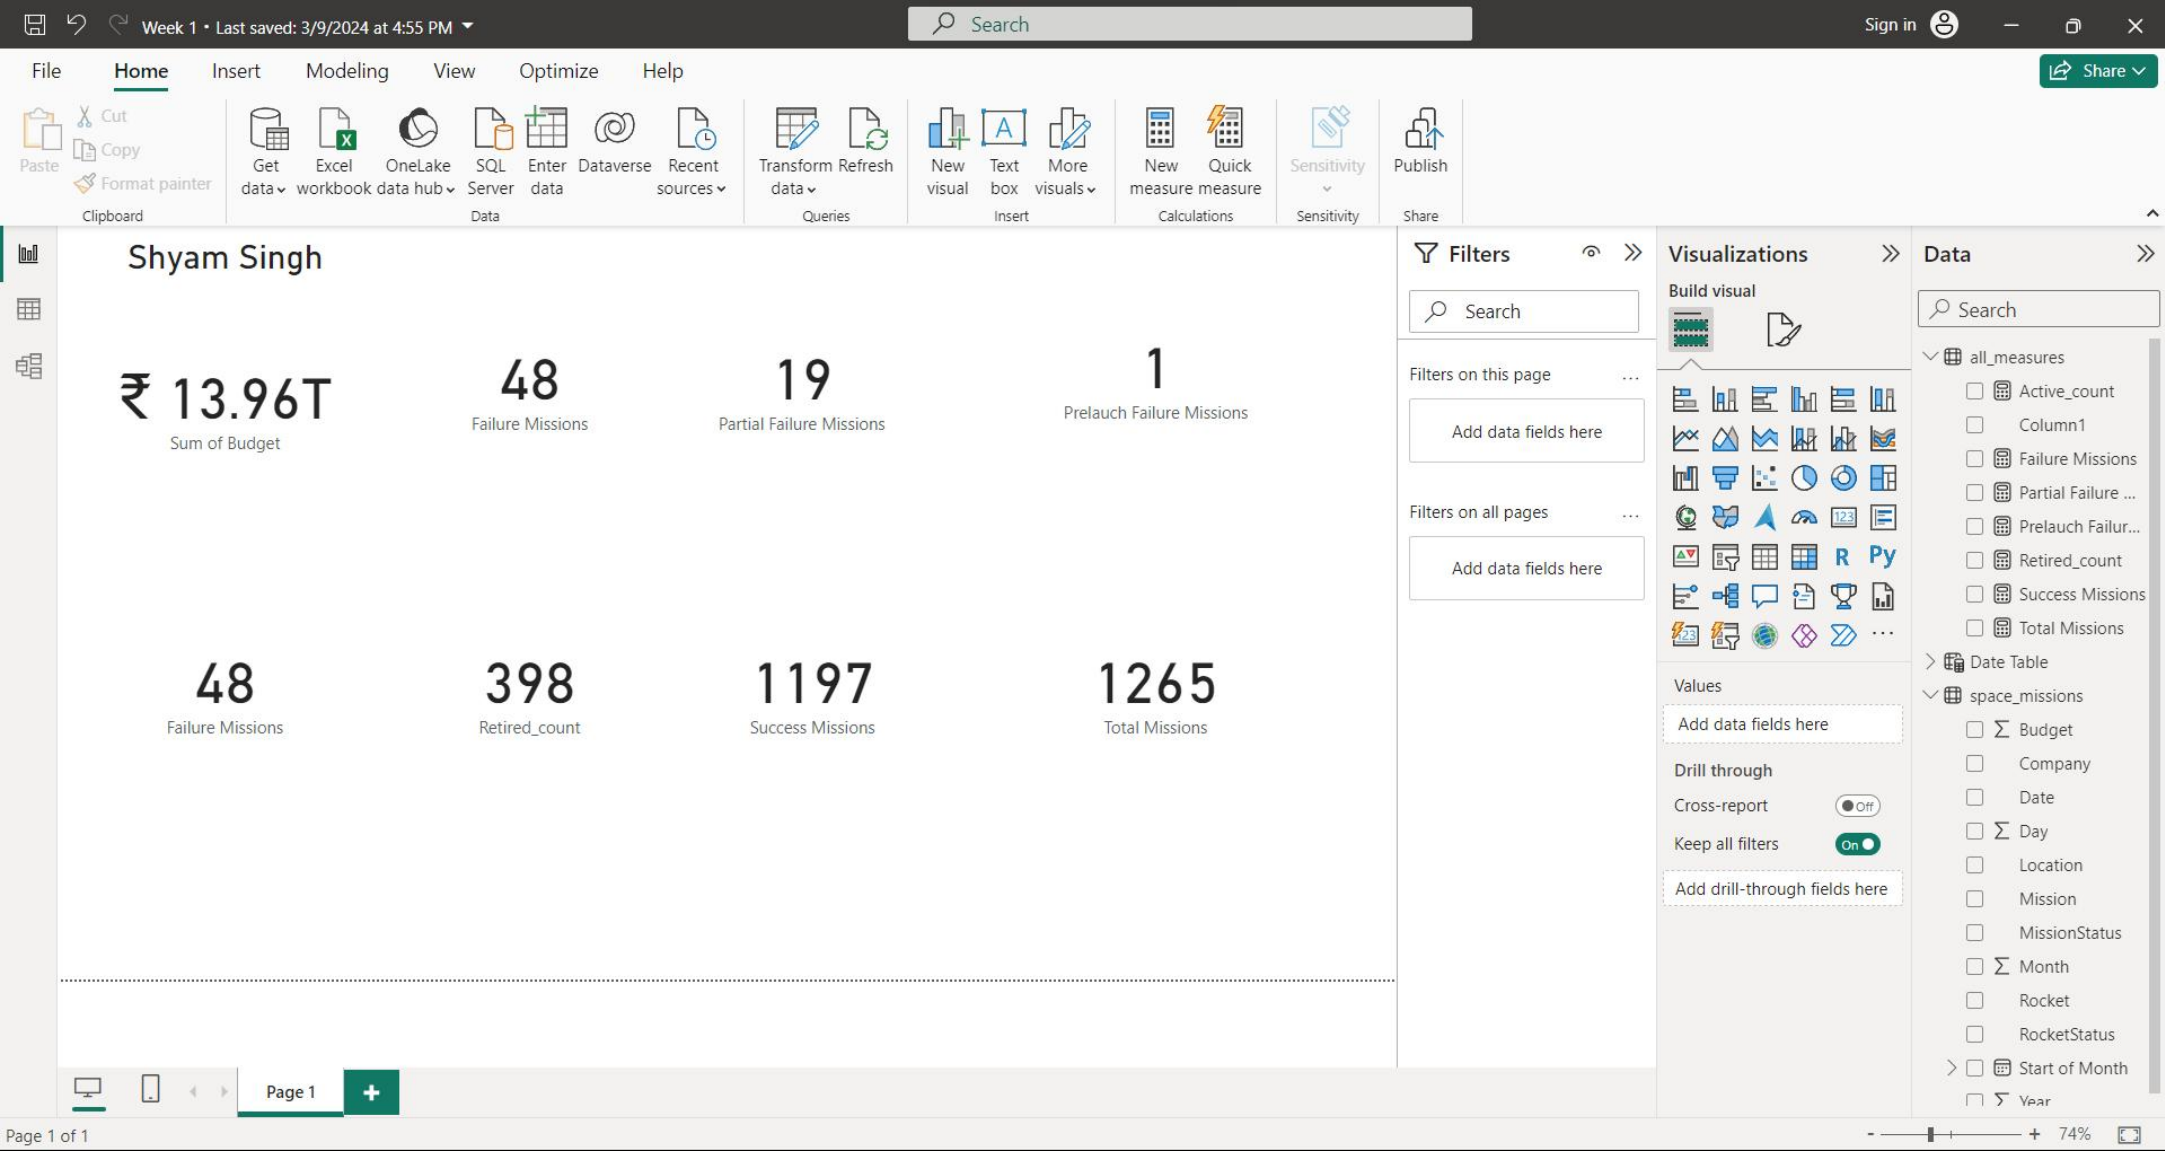 Week 1 • Last saved: 3/9/2024 at 4:55 PM
Search
Sign in
File Home Insert Modeling View Optimize Help
Share
Paste
Cut
Copy
Format painter
Clipboard
Get data
Excel workbook
OneLake data hub
SQL Server
Enter data
Dataverse
Recent sources
Data
Transform data
Refresh
Queries
New visual
Text box
More visuals
Insert
New measure
Quick measure
Calculations
Sensitivity
Sensitivity
Publish
Share
Shyam Singh
₹ 13.96T
Sum of Budget
48
Failure Missions
19
Partial Failure Missions
1
Prelauch Failure Missions
48
Failure Missions
398
Retired_count
1197
Success Missions
1265
Total Missions
Filters
Search
Filters on this page ...
Add data fields here
Filters on all pages ...
Add data fields here
Visualizations
Build visual
123
R
Py
123
...
Values
Add data fields here
Drill through
Cross-report Off
Keep all filters On
Add drill-through fields here
Data
Search
all_measures
Active_count
Column1
Failure Missions
Partial Failure ...
Prelauch Failur...
Retired_count
Success Missions
Total Missions
Date Table
space_missions
∑ Budget
Company
Date
∑ Day
Location
Mission
MissionStatus
∑ Month
Rocket
RocketStatus
Start of Month
∑ Year
Page 1
+
Page 1 of 1
- + 74%